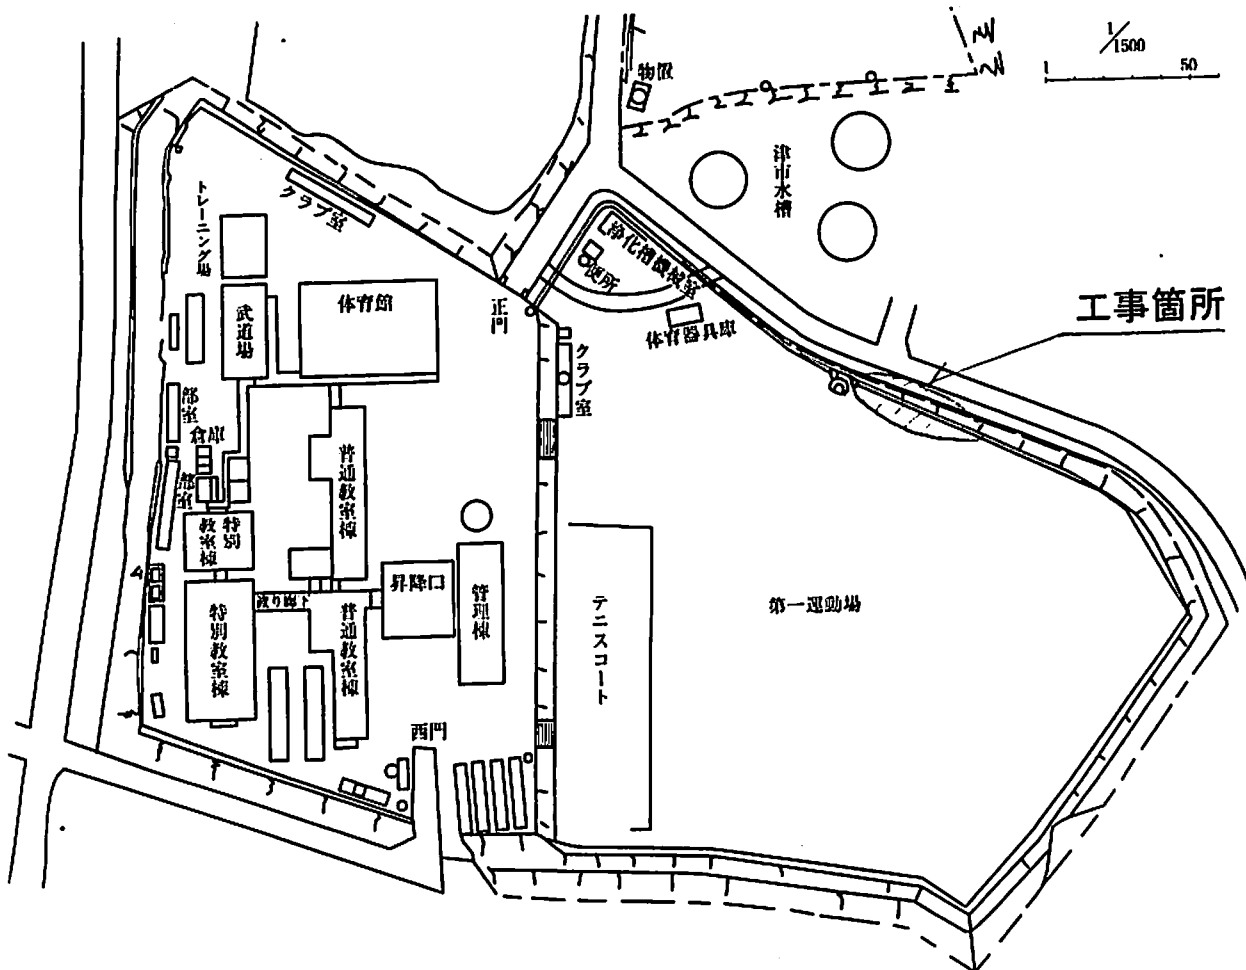 1/1500
50
物置
津市水槽
工事箇所
クラブ室
トレーニング場
浄化槽機械室
便所
体育器具庫
正門
体育館
武道場
クラブ室
部室
倉庫
部室
普通教室棟
特別教室棟
昇降口
管理棟
渡り廊下
特別教室棟
普通教室棟
テニスコート
第一運動場
西門